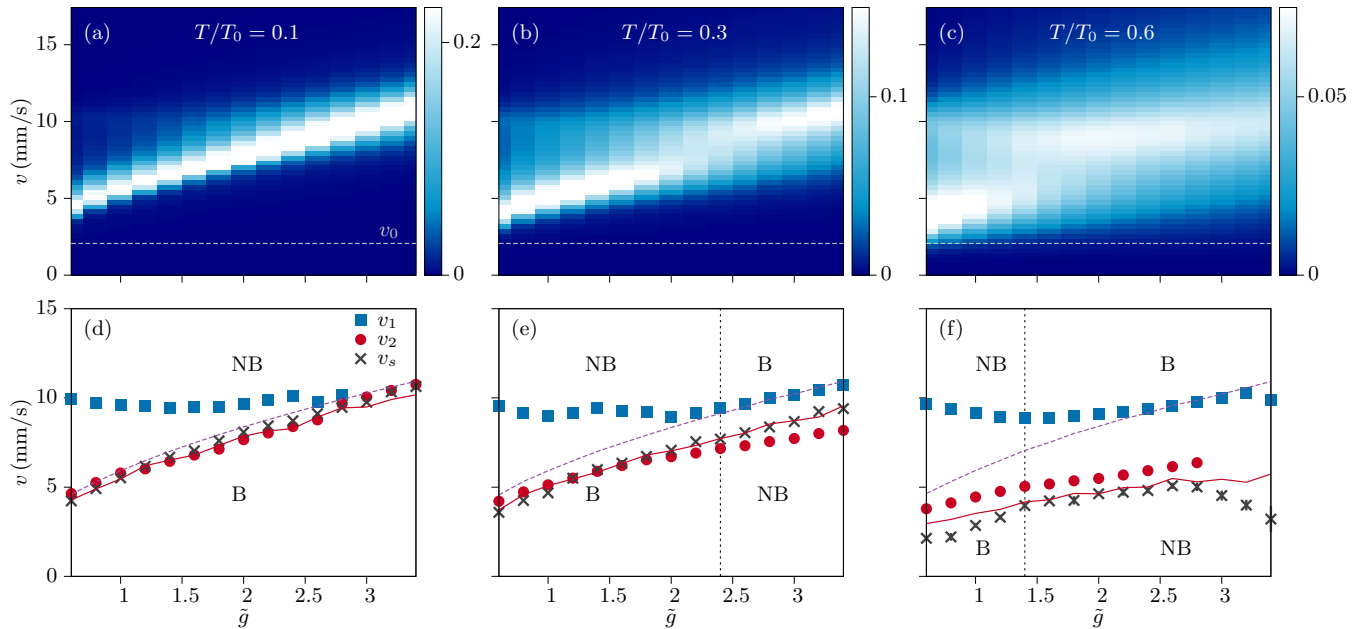 (a) T/T₀ = 0.1
(b) T/T₀ = 0.3
(c) T/T₀ = 0.6
v (mm/s)
15
10
5
0
v₀
0.2
0
0.1
0
0.05
0
(d)
NB
B
v₁
v₂
vₛ
(e)
NB
B
B
NB
(f)
NB
B
B
NB
v (mm/s)
15
10
5
0
1 1.5 2 2.5 3
1 1.5 2 2.5 3
1 1.5 2 2.5 3
g̃ g̃ g̃